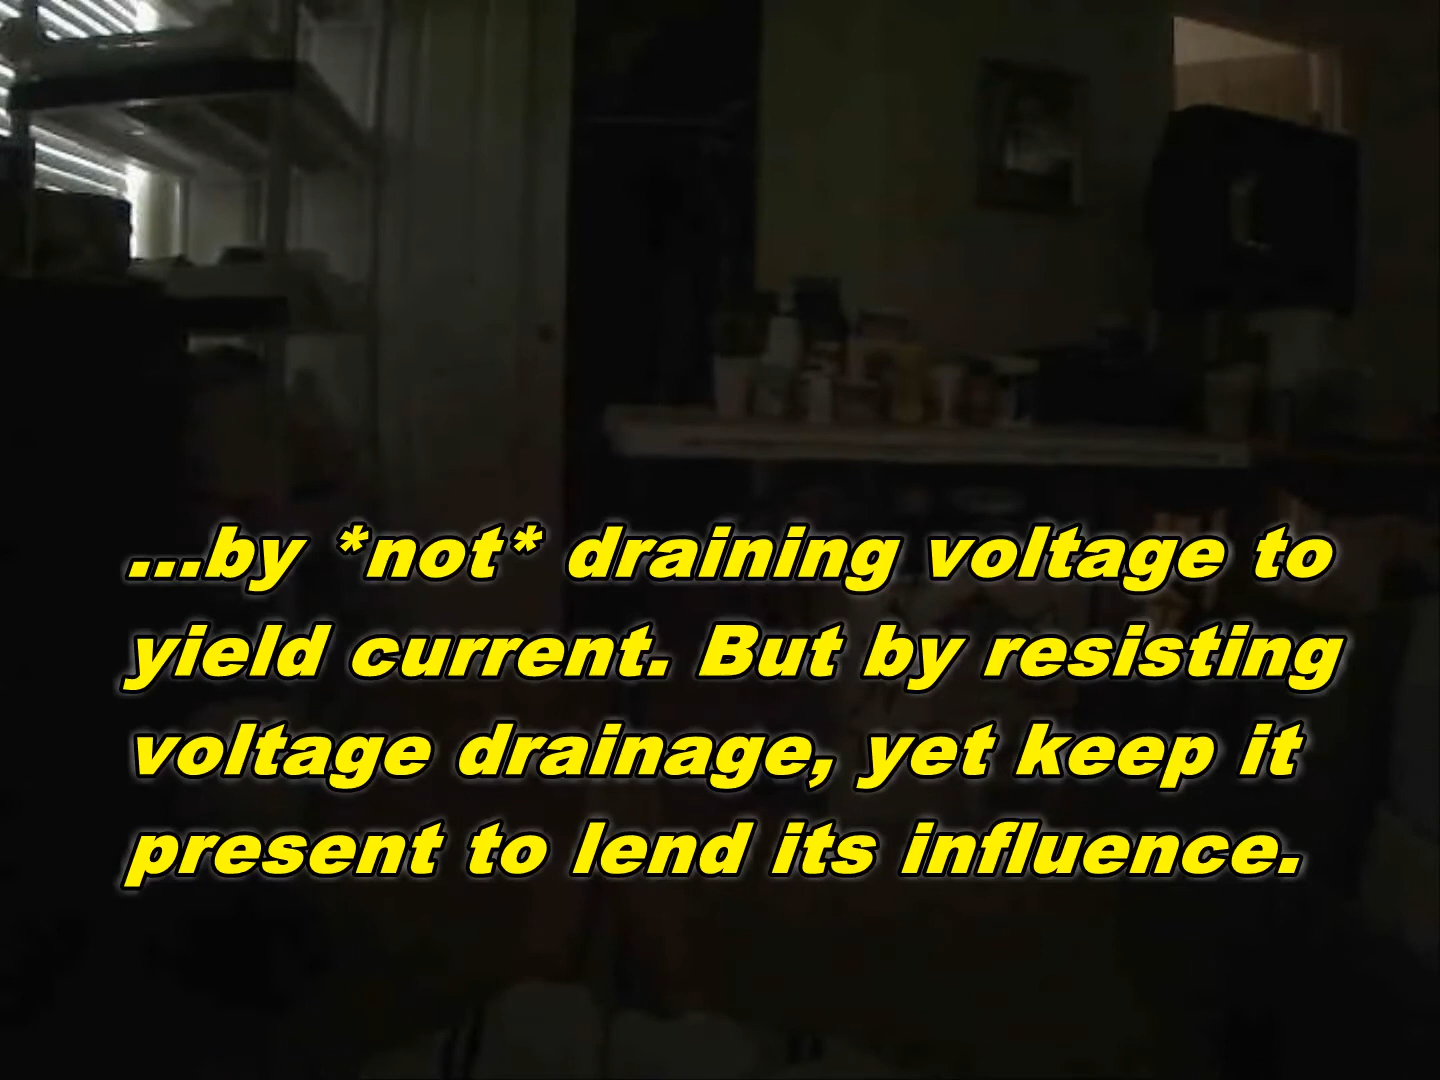 ...by *not* draining voltage to
yield current. But by resisting
voltage drainage, yet keep it
present to lend its influence.